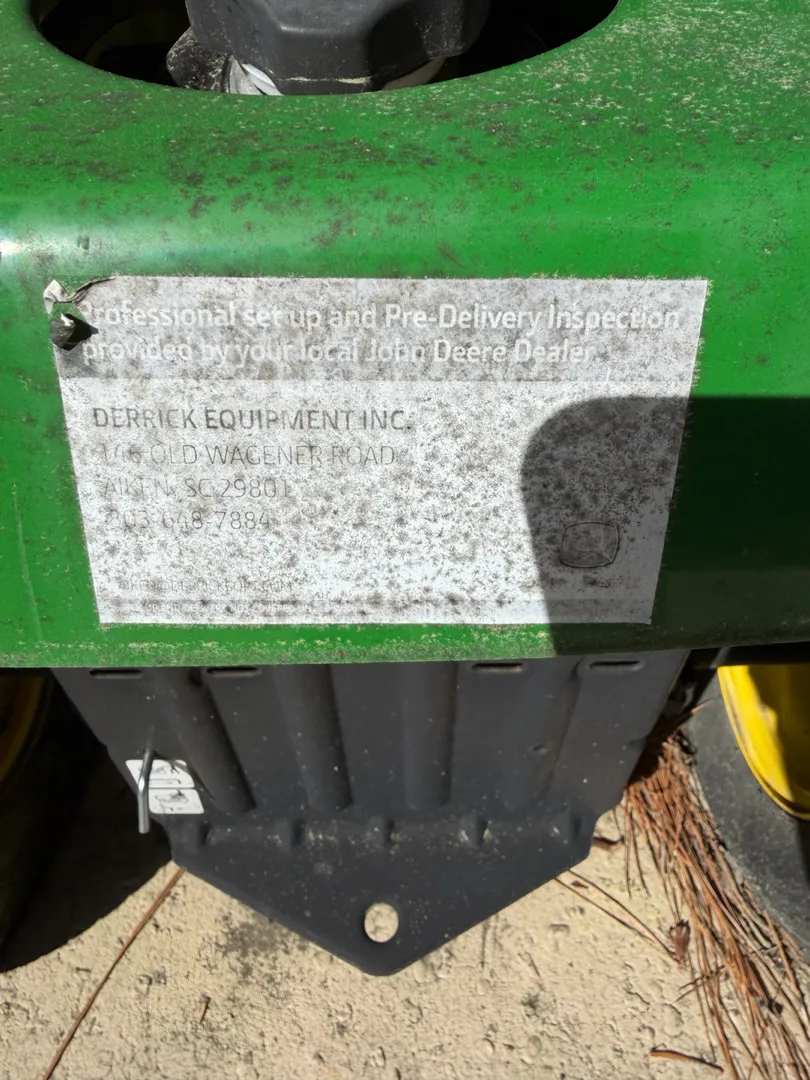 Professional set up and Pre-Delivery Inspection
provided by your local John Deere Dealer.
DERRICK EQUIPMENT INC.
146 OLD WAGENER ROAD
AIKEN, SC 29801
803-648-7884